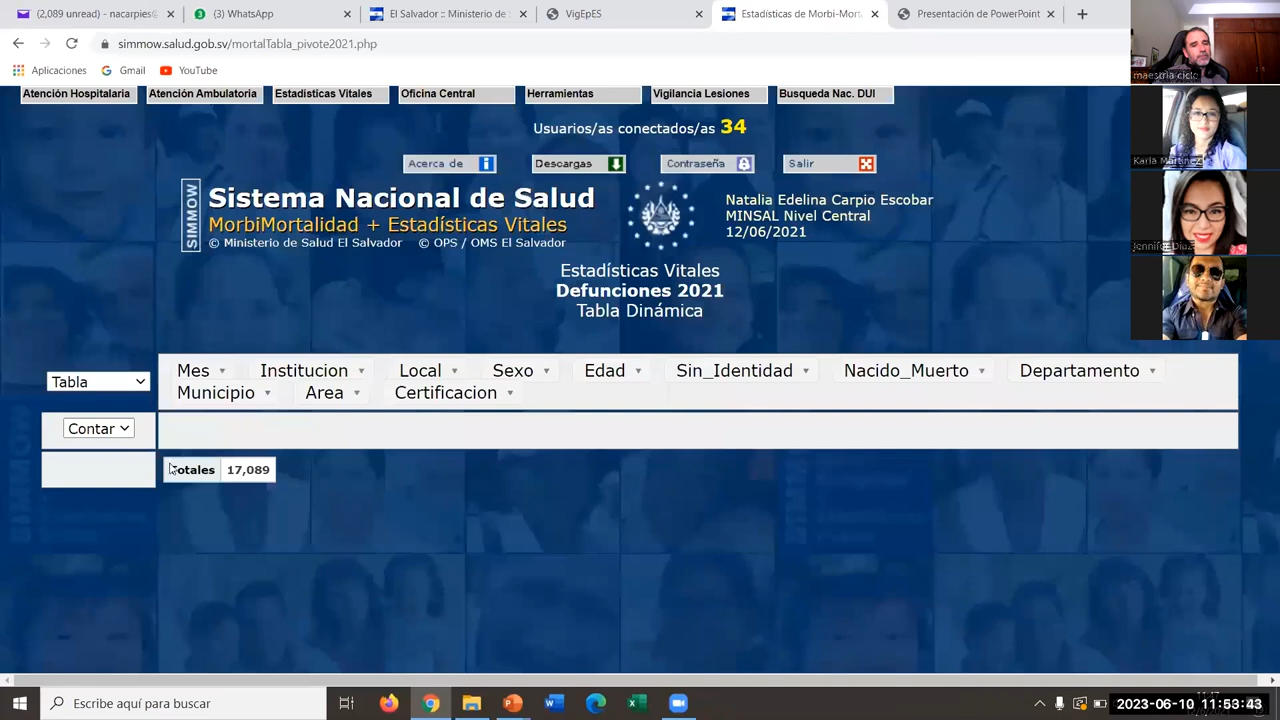 (2,089 unread) - nacarpies@
(3) WhatsApp
El Salvador :: Ministerio de
VigEpES
Estadísticas de Morbi-Mort
Presentación de PowerPoint
simmow.salud.gob.sv/mortalTabla_pivote2021.php
Aplicaciones
Gmail
YouTube
Atención Hospitalaria
Atención Ambulatoria
Estadísticas Vitales
Oficina Central
Herramientas
Vigilancia Lesiones
Busqueda Nac. DUI
Usuarios/as conectados/as 34
Acerca de
Descargas
Contraseña
Salir
SIMMOW
Sistema Nacional de Salud
MorbiMortalidad + Estadísticas Vitales
© Ministerio de Salud El Salvador © OPS / OMS El Salvador
Natalia Edelina Carpio Escobar
MINSAL Nivel Central
12/06/2021
Estadísticas Vitales
Defunciones 2021
Tabla Dinámica
Tabla
Mes Institucion Local Sexo Edad Sin_Identidad Nacido_Muerto Departamento
Municipio Area Certificacion
Contar
Totales 17,089
maestria cicle
Karla Martinez
Jennifer Diaz
Escribe aquí para buscar
2023-06-10 11:53:43